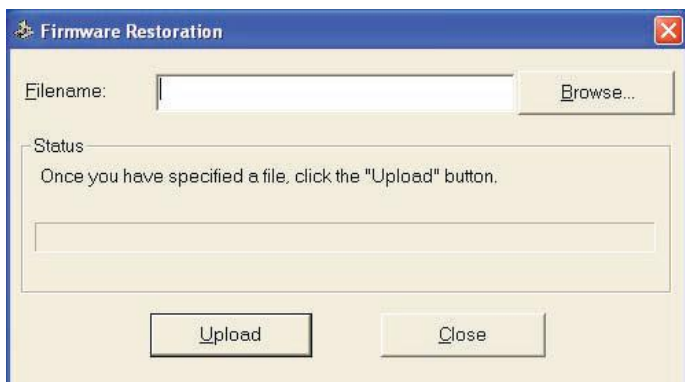 Firmware Restoration
Filename:
Browse...
Status
Once you have specified a file, click the "Upload" button.
Upload
Close